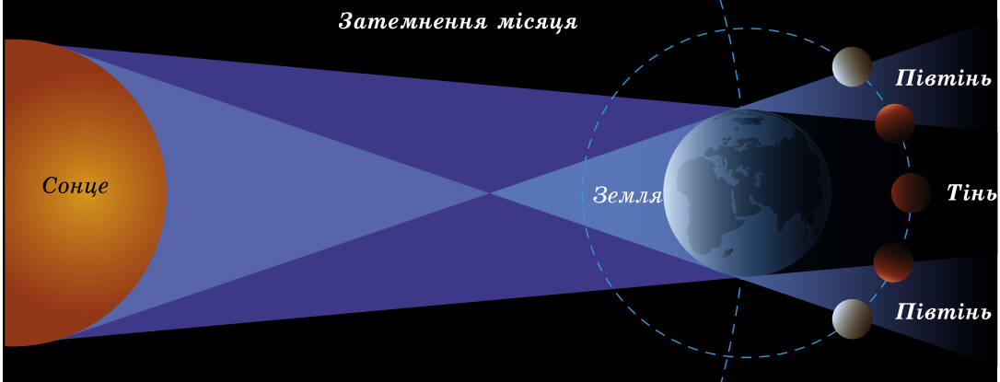 Затемнення місяця
Півтінь
Сонце
Земля
Тінь
Півтінь